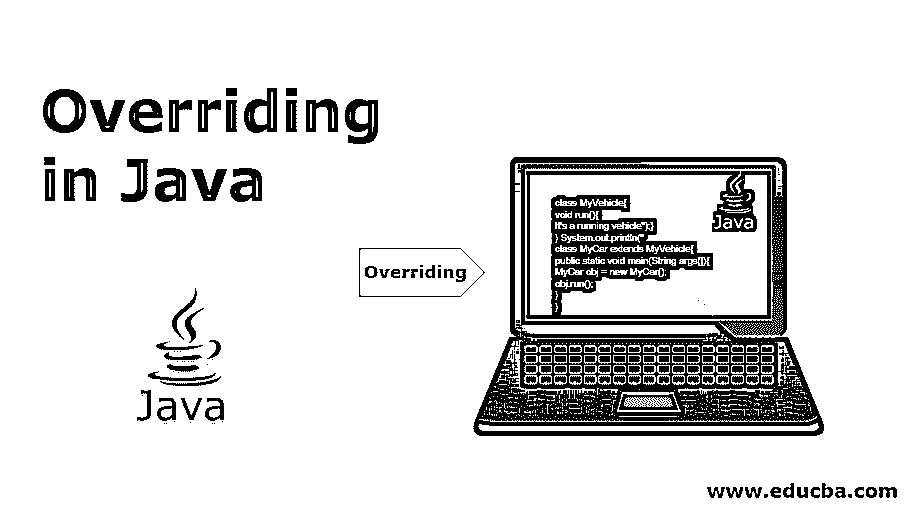 Overriding
in Java
Java
Overriding
class MyVehicle{
void run(){
It's a running vehicle");}
} System.out.println("
class MyCar extends MyVehicle{
public static void main(String args[]){
MyCar obj = new MyCar();
obj.run();
}
}
Java
www.educba.com